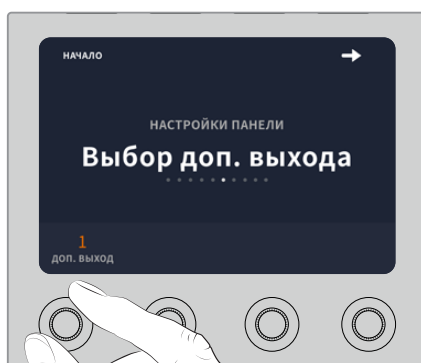 НАЧАЛО
НАСТРОЙКИ ПАНЕЛИ
Выбор доп. выхода
1
ДОП. ВЫХОД